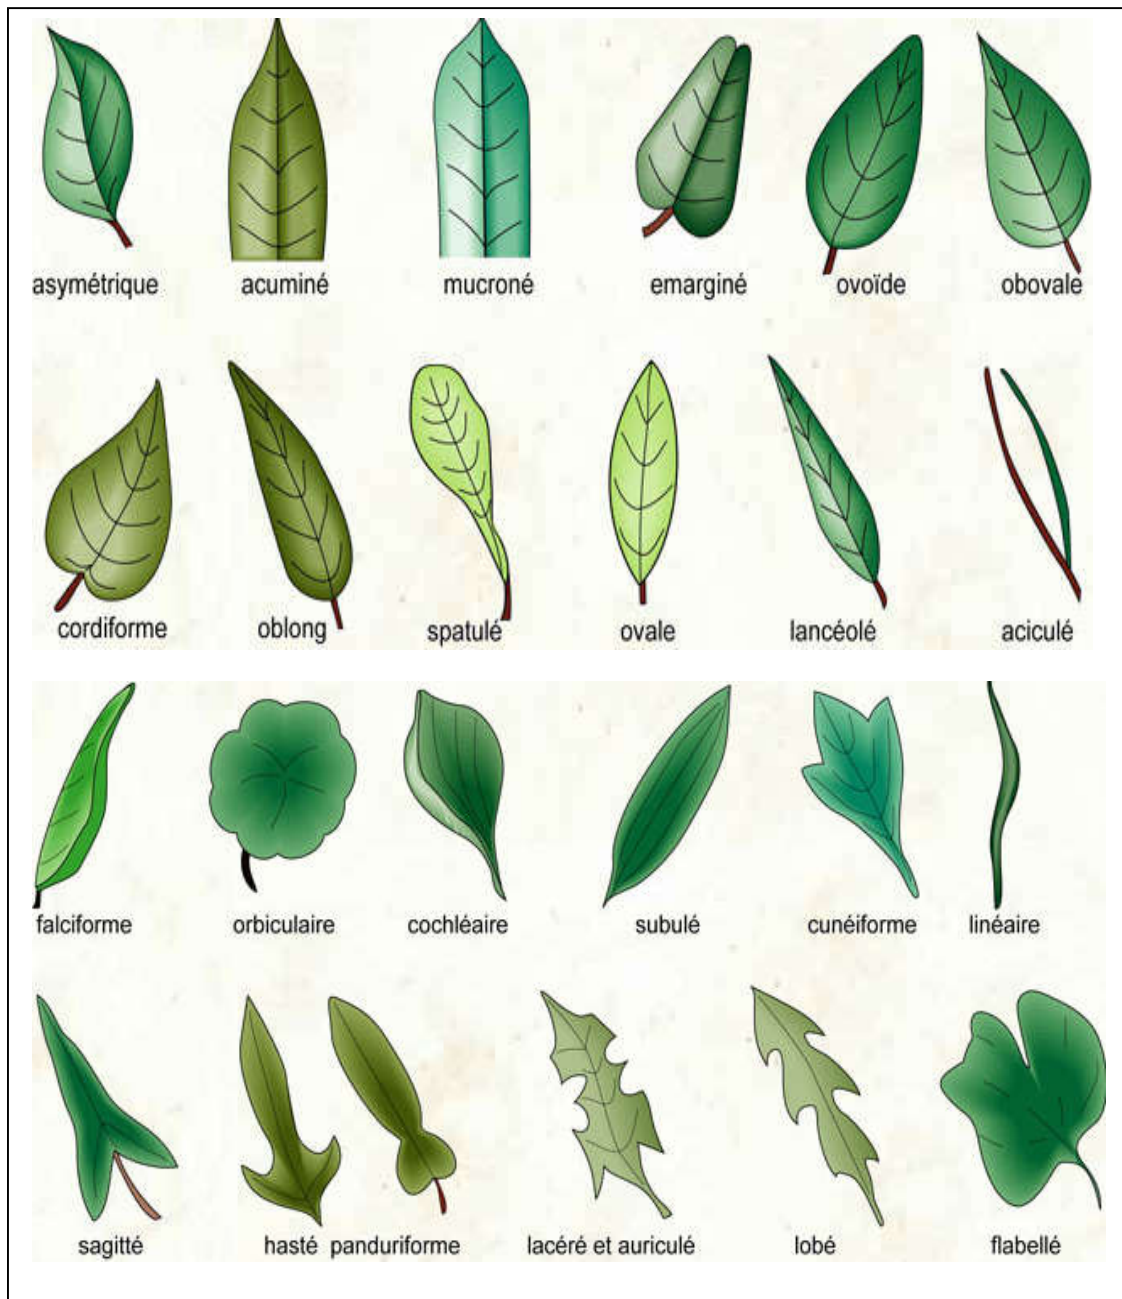 asymétrique acuminé mucroné emarginé ovoïde obovale
cordiforme oblong spatulé ovale lancéolé aciculé
falciforme orbiculaire cochléaire subulé cunéiforme linéaire
sagitté hasté panduriforme lacéré et auriculé lobé flabellé